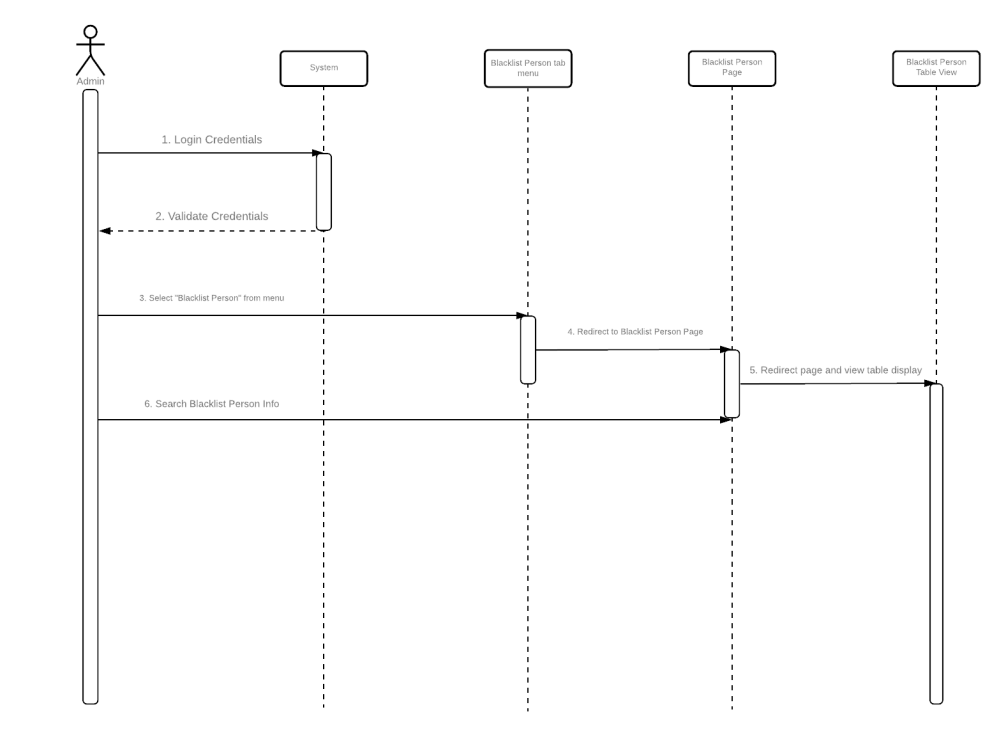 Admin
System
Blacklist Person tab
menu
Blacklist Person
Page
Blacklist Person
Table View
1. Login Credentials
2. Validate Credentials
3. Select "Blacklist Person" from menu
4. Redirect to Blacklist Person Page
5. Redirect page and view table display
6. Search Blacklist Person Info